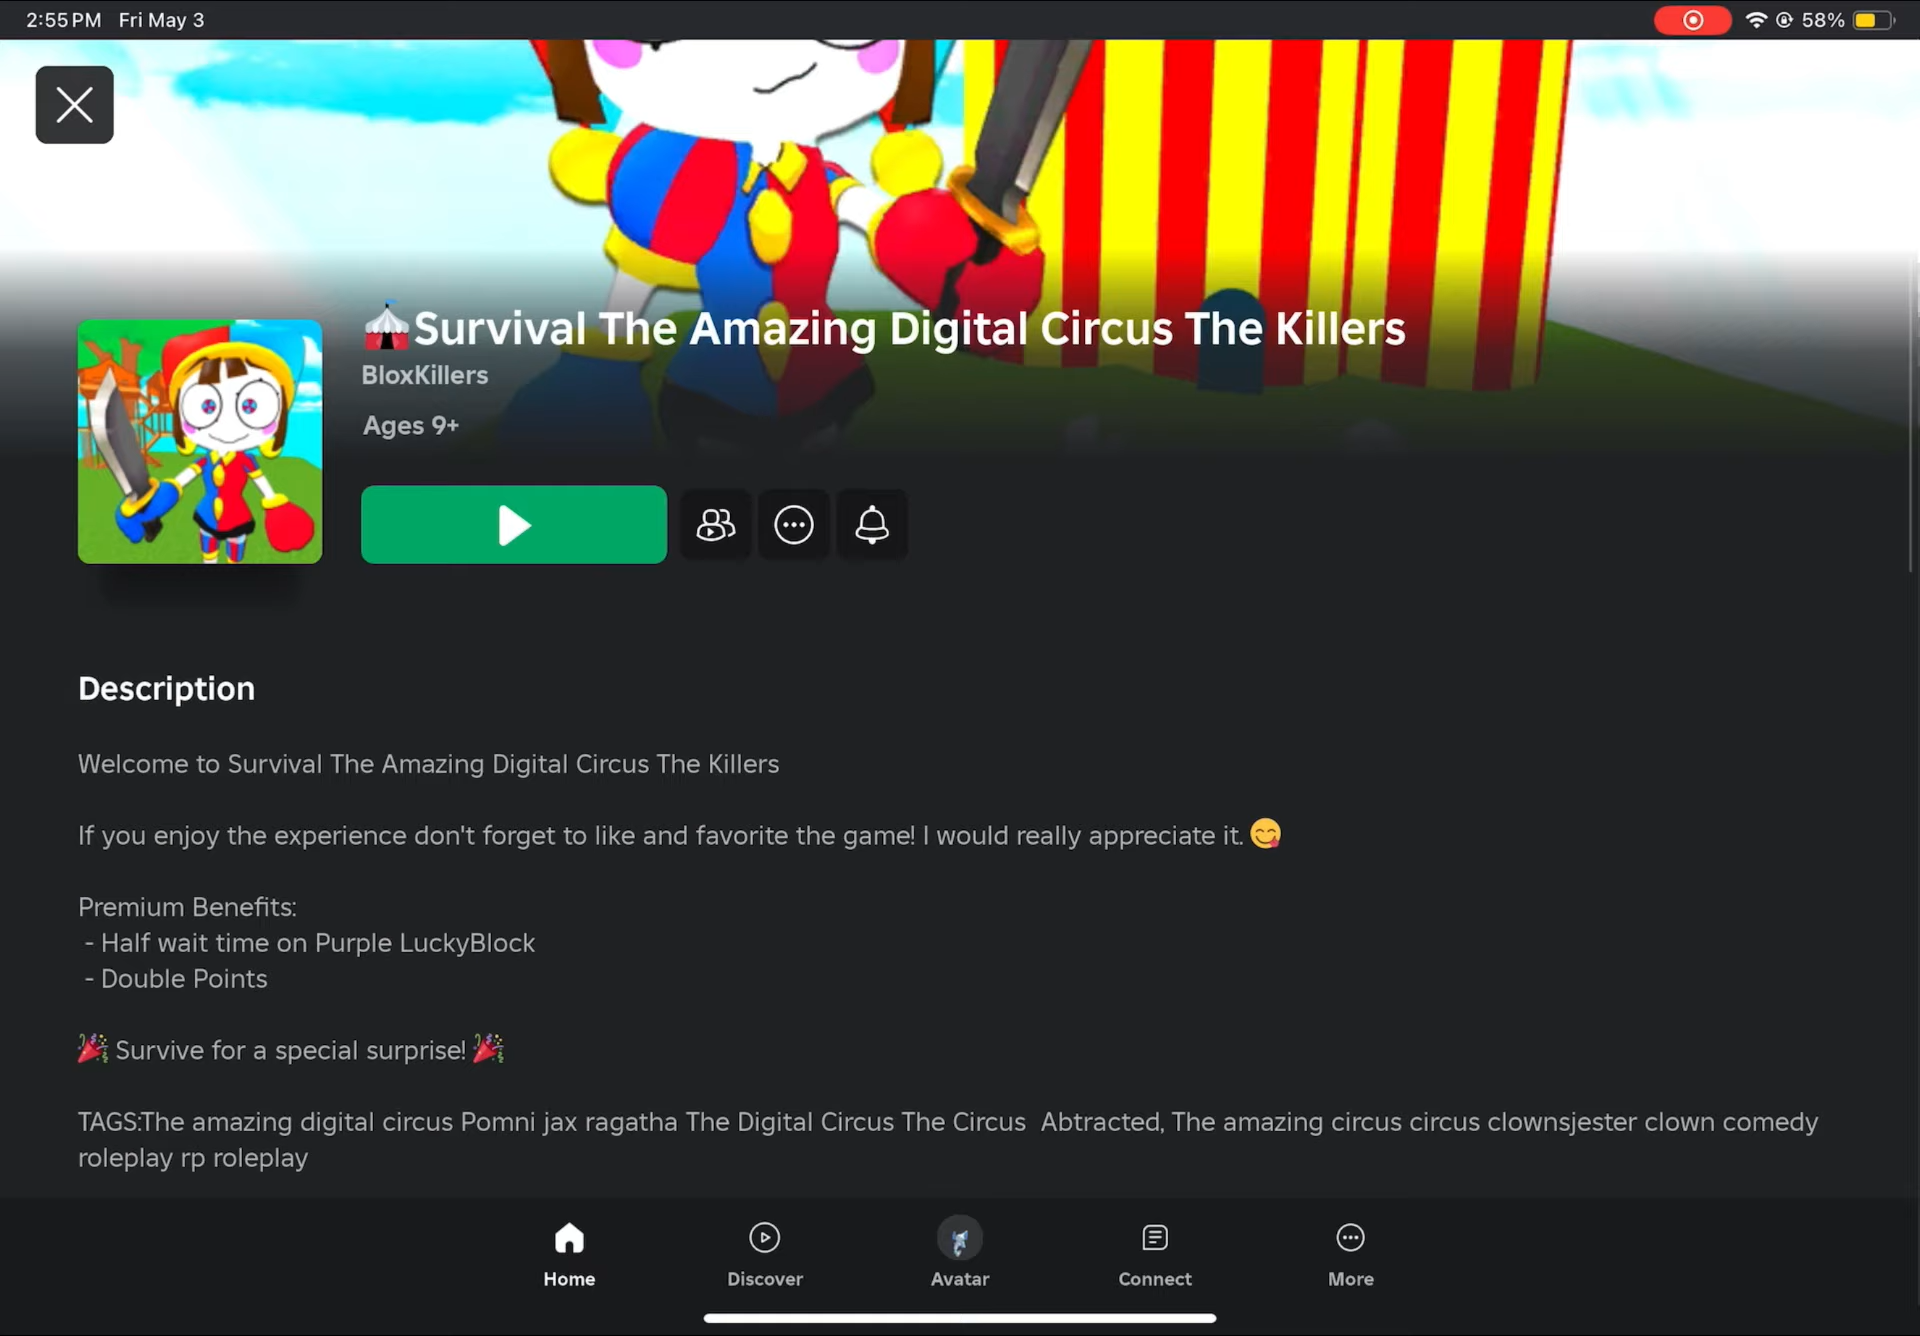 2:55 PM Fri May 3
58%
🎪Survival The Amazing Digital Circus The Killers
BloxKillers
Ages 9+
Description
Welcome to Survival The Amazing Digital Circus The Killers
If you enjoy the experience don't forget to like and favorite the game! I would really appreciate it. 😋
Premium Benefits:
- Half wait time on Purple LuckyBlock
- Double Points
🎉 Survive for a special surprise! 🎉
TAGS:The amazing digital circus Pomni jax ragatha The Digital Circus The Circus  Abtracted, The amazing circus circus clownsjester clown comedy
roleplay rp roleplay
Home
Discover
Avatar
Connect
More